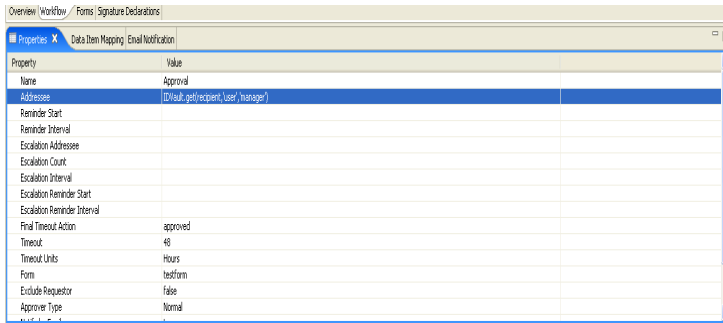 Overview Workflow Forms Signature Declarations
Properties Data Item Mapping Email Notification
Property Value
Name Approval
Addressee IDVault.get(recipient,'user','manager')
Reminder Start
Reminder Interval
Escalation Addressee
Escalation Count
Escalation Interval
Escalation Reminder Start
Escalation Reminder Interval
Final Timeout Action approved
Timeout 48
Timeout Units Hours
Form testform
Exclude Requestor false
Approver Type Normal